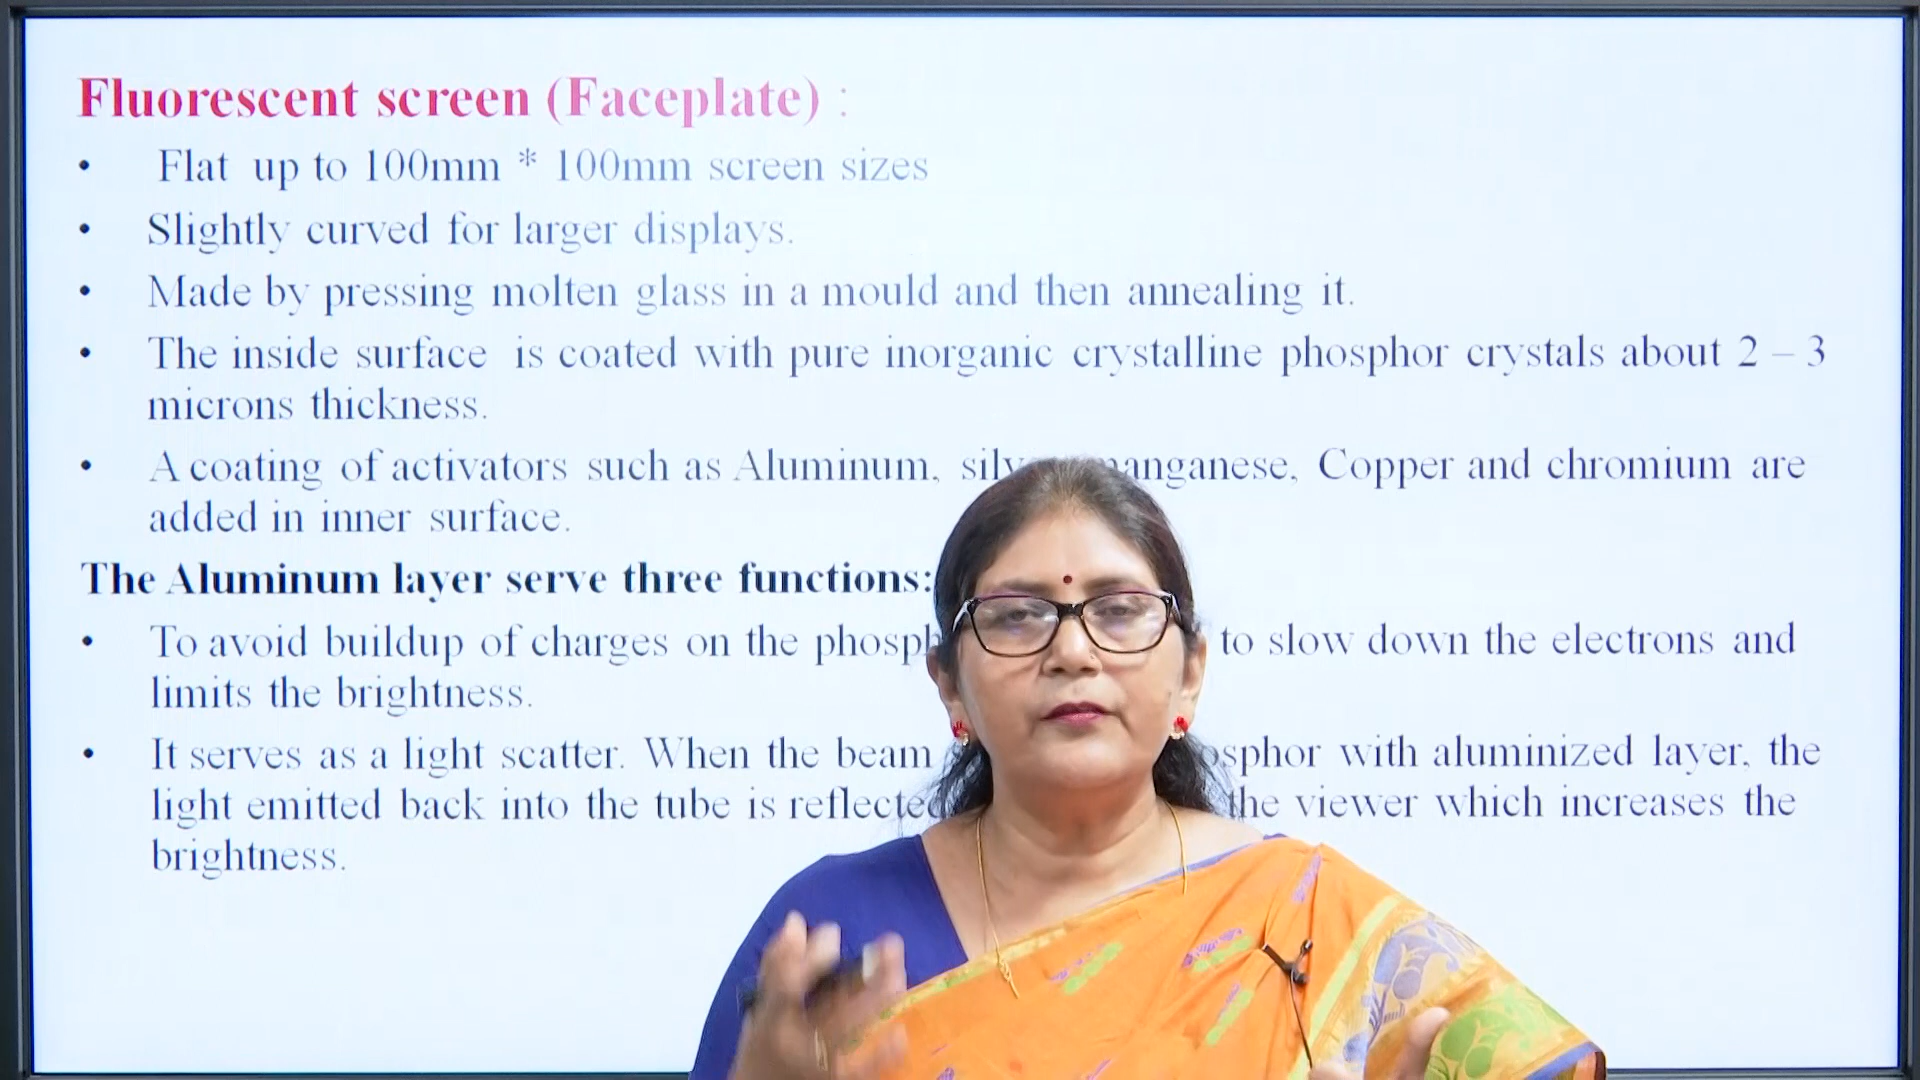 Fluorescent screen (Faceplate) :
• Flat up to 100mm * 100mm screen sizes
• Slightly curved for larger displays.
• Made by pressing molten glass in a mould and then annealing it.
• The inside surface is coated with pure inorganic crystalline phosphor crystals about 2 – 3
microns thickness.
• A coating of activators such as Aluminum, manganese, Copper and chromium are
added in inner surface.
The Aluminum layer serve three functions:
• To avoid buildup of charges on the to slow down the electrons and
limits the brightness.
• It serves as a light scatter. When the beam with aluminized layer, the
light emitted back into the tube is reflected the viewer which increases the
brightness.